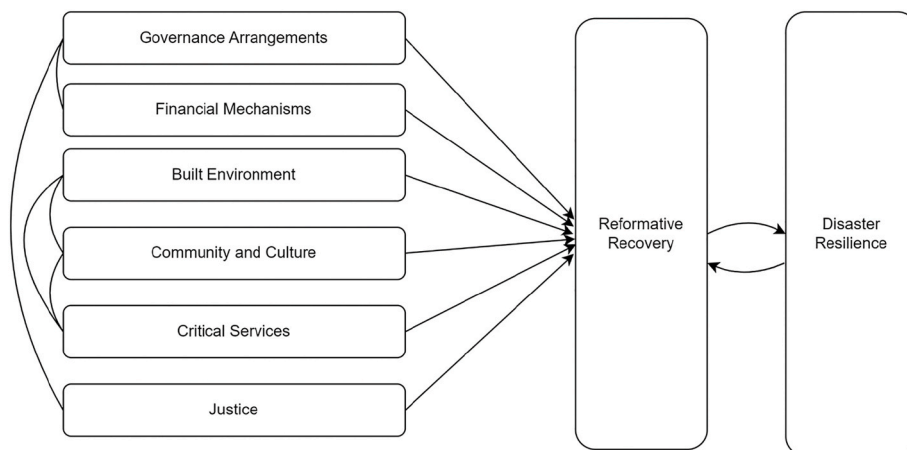 Governance Arrangements
Financial Mechanisms
Built Environment
Community and Culture
Critical Services
Justice
Reformative
Recovery
Disaster
Resilience